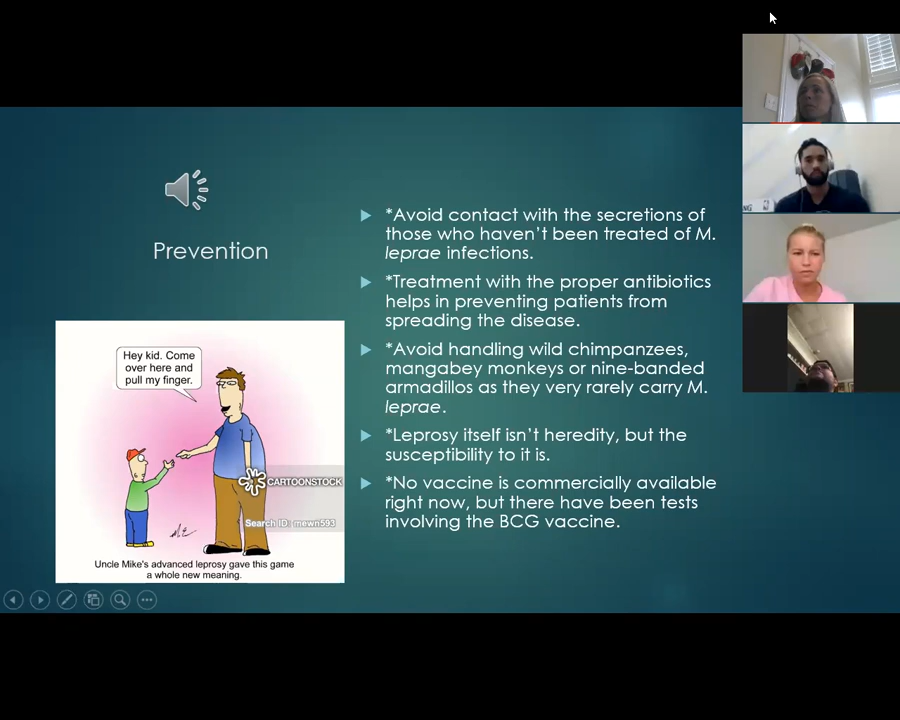 Prevention
*Avoid contact with the secretions of
those who haven't been treated of M.
leprae infections.
*Treatment with the proper antibiotics
helps in preventing patients from
spreading the disease.
*Avoid handling wild chimpanzees,
mangabey monkeys or nine-banded
armadillos as they very rarely carry M.
leprae.
*Leprosy itself isn't heredity, but the
susceptibility to it is.
*No vaccine is commercially available
right now, but there have been tests
involving the BCG vaccine.
Hey kid. Come
over here and
pull my finger.
CARTOONSTOCK
Search ID: mewn593
Uncle Mike's advanced leprosy gave this game
a whole new meaning.